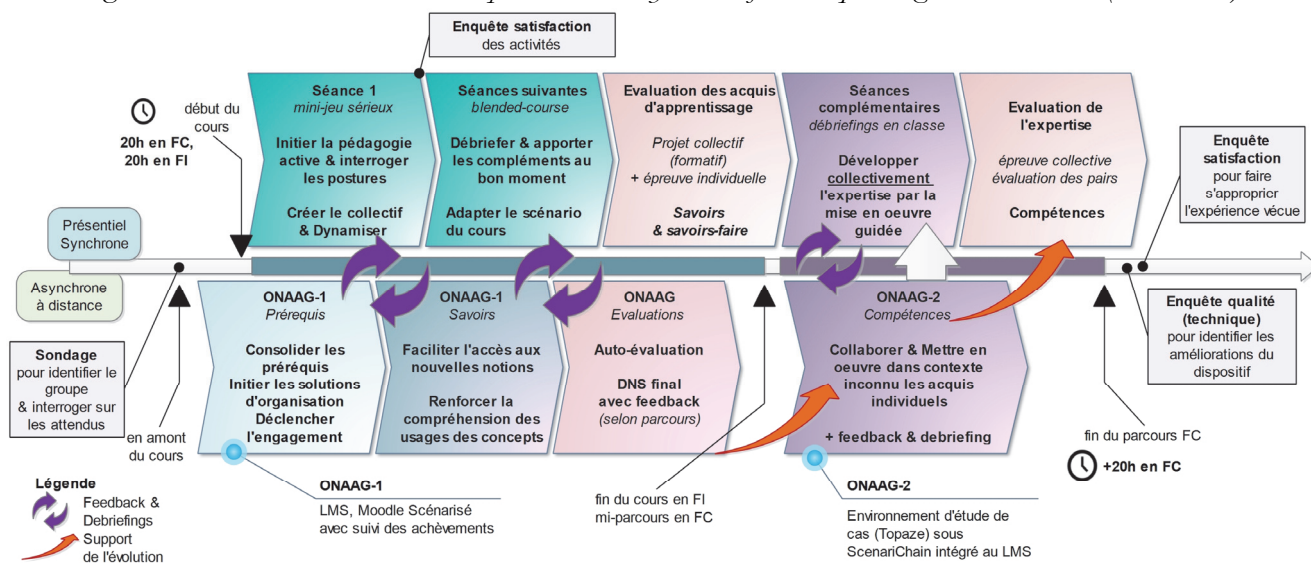 Enquête satisfaction
des activités
début du
cours
20h en FC,
20h en FI
Séance 1
mini-jeu sérieux
Initier la pédagogie
active & interroger
les postures
Créer le collectif
& Dynamiser
Séances suivantes
blended-course
Débriefer & apporter
les compléments au
bon moment
Adapter le scénario
du cours
Evaluation des acquis
d'apprentissage
Projet collectif
(formatif)
+ épreuve individuelle
Savoirs
& savoirs-faire
Séances
complémentaires
débriefings en classe
Développer
collectivement
l'expertise par la
mise en oeuvre
guidée
Evaluation de
l'expertise
épreuve collective
évaluation des pairs
Compétences
Enquête
satisfaction
pour faire
s'approprier
l'expérience vécue
Présentiel
Synchrone
Asynchrone
à distance
Sondage
pour identifier le
groupe
& interroger sur
les attendus
en amont
du cours
ONAAG-1
Prérequis
Consolider les
préréquis
Initier les solutions
d'organisation
Déclencher
l'engagement
ONAAG-1
Savoirs
Faciliter l'accès aux
nouvelles notions
Renforcer la
compréhension des
usages des concepts
ONAAG
Evaluations
Auto-évaluation
DNS final
avec feedback
(selon parcours)
ONAAG-2
Compétences
Collaborer & Mettre en
oeuvre dans contexte
inconnu les acquis
individuels
+ feedback & debriefing
Enquête qualité
(technique)
pour identifier les
améliorations du
dispositif
fin du parcours FC
+20h en FC
fin du cours en FI
mi-parcours en FC
ONAAG-1
LMS, Moodle Scénarisé
avec suivi des achèvements
ONAAG-2
Environnement d'étude de
cas (Topaze) sous
ScenariChain intégré au LMS
Légende
Feedback &
Debriefings
Support
de l'évolution